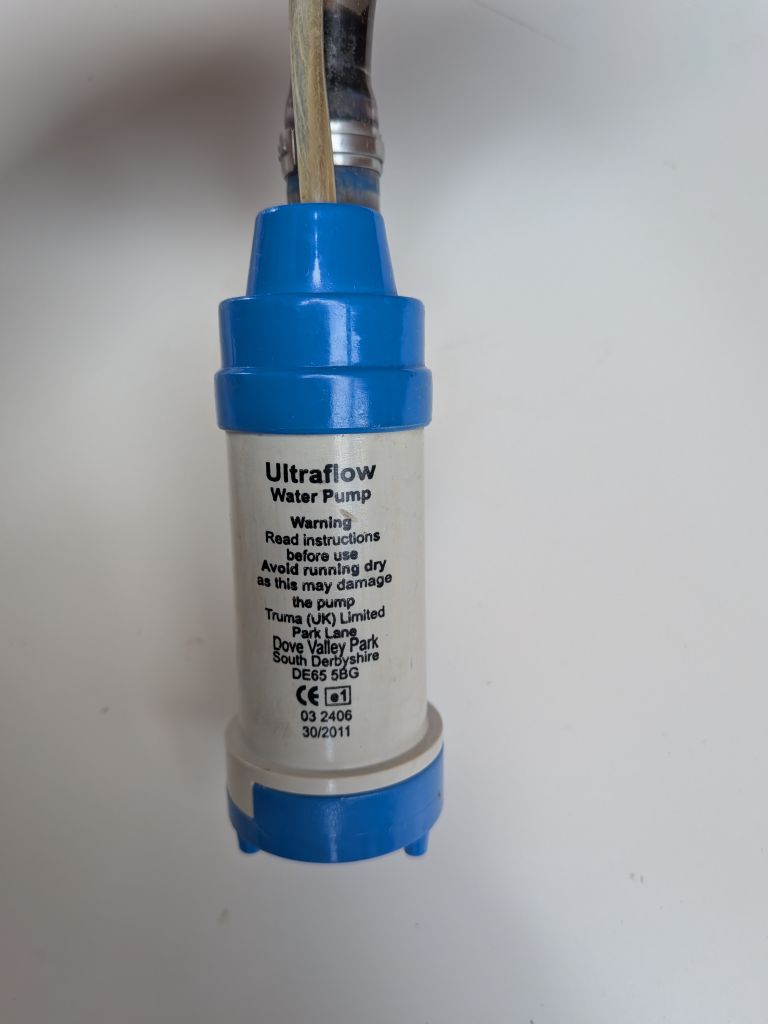 Ultraflow
Water Pump
Warning
Read instructions
before use
Avoid running dry
as this may damage
the pump
Truma (UK) Limited
Park Lane
Dove Valley Park
South Derbyshire
DE65 5BG
CE e1
03 2406
30/2011